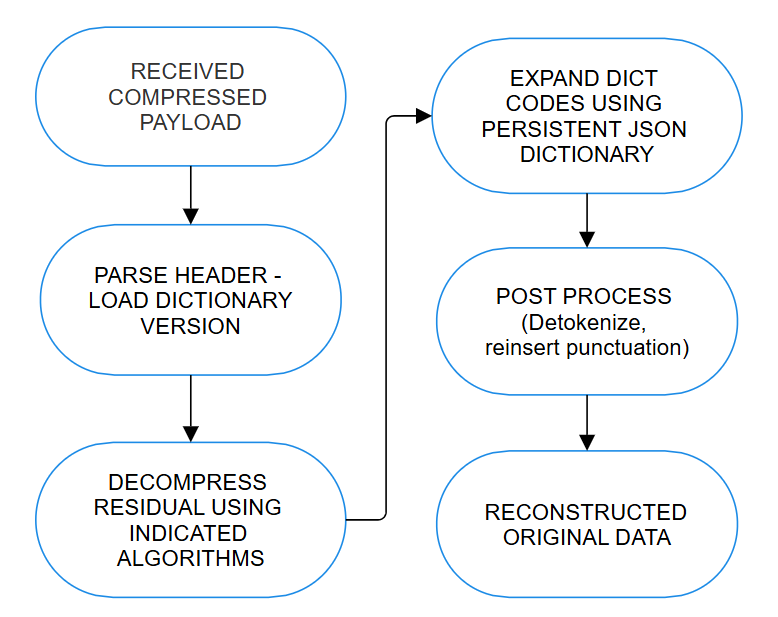 RECEIVED
COMPRESSED
PAYLOAD
PARSE HEADER -
LOAD DICTIONARY
VERSION
DECOMPRESS
RESIDUAL USING
INDICATED
ALGORITHMS
EXPAND DICT
CODES USING
PERSISTENT JSON
DICTIONARY
POST PROCESS
(Detokenize,
reinsert punctuation)
RECONSTRUCTED
ORIGINAL DATA